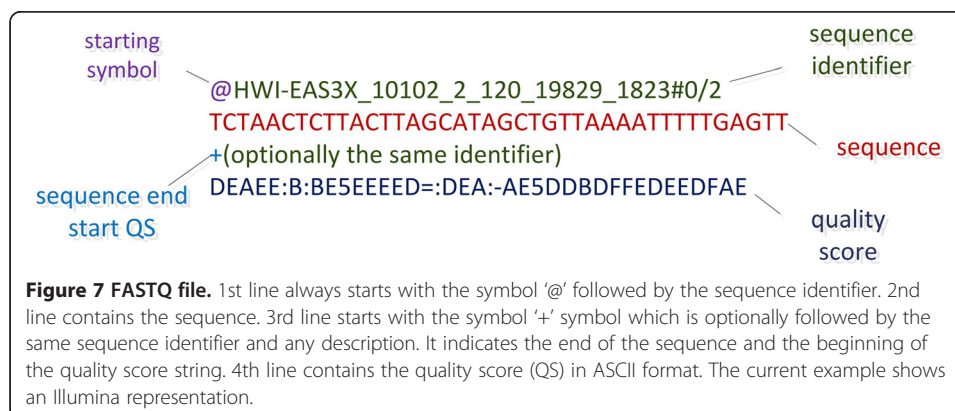 starting
symbol
sequence
identifier
@HWI-EAS3X_10102_2_120_19829_1823#0/2
TCTAACTCTTACTTAGCATAGCTGTTAAAATTTTTGAGTT
sequence
+(optionally the same identifier)
sequence end
start QS
DEAEE:B:BE5EEEED=:DEA:-AE5DDBDFFEDEEDFAE
quality
score
Figure 7 FASTQ file. 1st line always starts with the symbol ‘@’ followed by the sequence identifier. 2nd
line contains the sequence. 3rd line starts with the symbol ‘+’ symbol which is optionally followed by the
same sequence identifier and any description. It indicates the end of the sequence and the beginning of
the quality score string. 4th line contains the quality score (QS) in ASCII format. The current example shows
an Illumina representation.